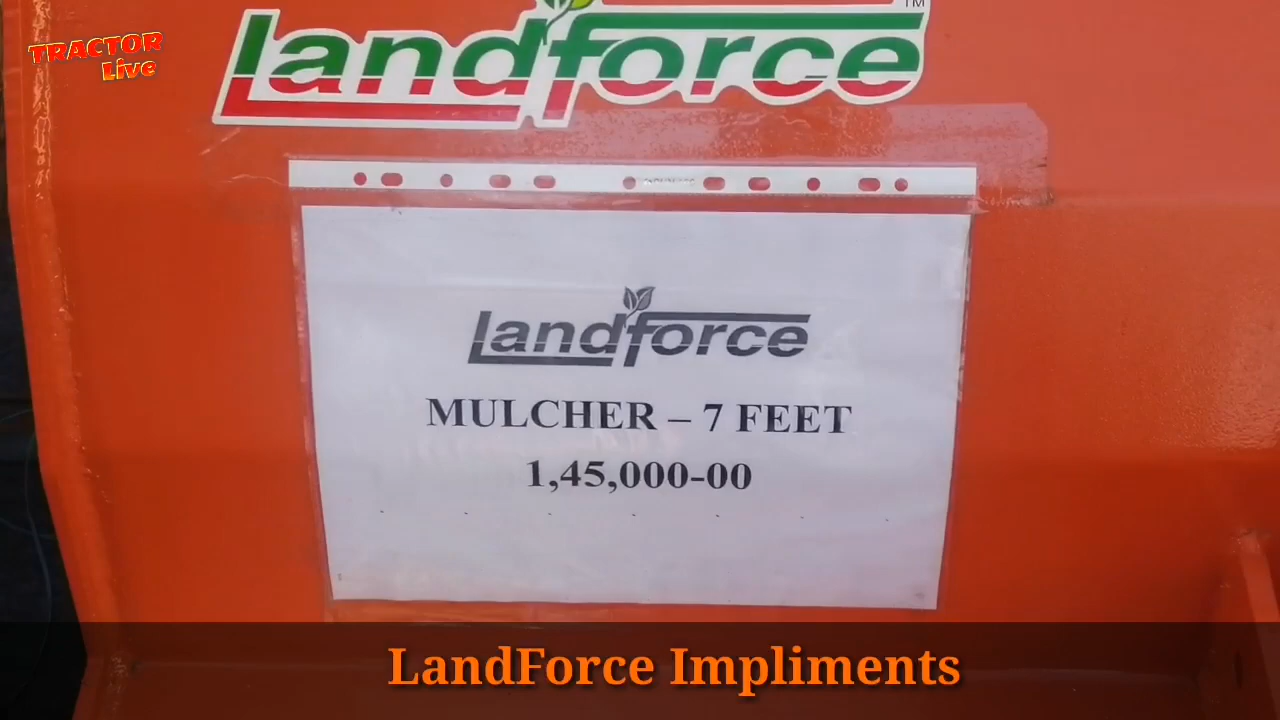 TRACTOR
Live
landforce TM
landforce
MULCHER – 7 FEET
1,45,000-00
LandForce Impliments